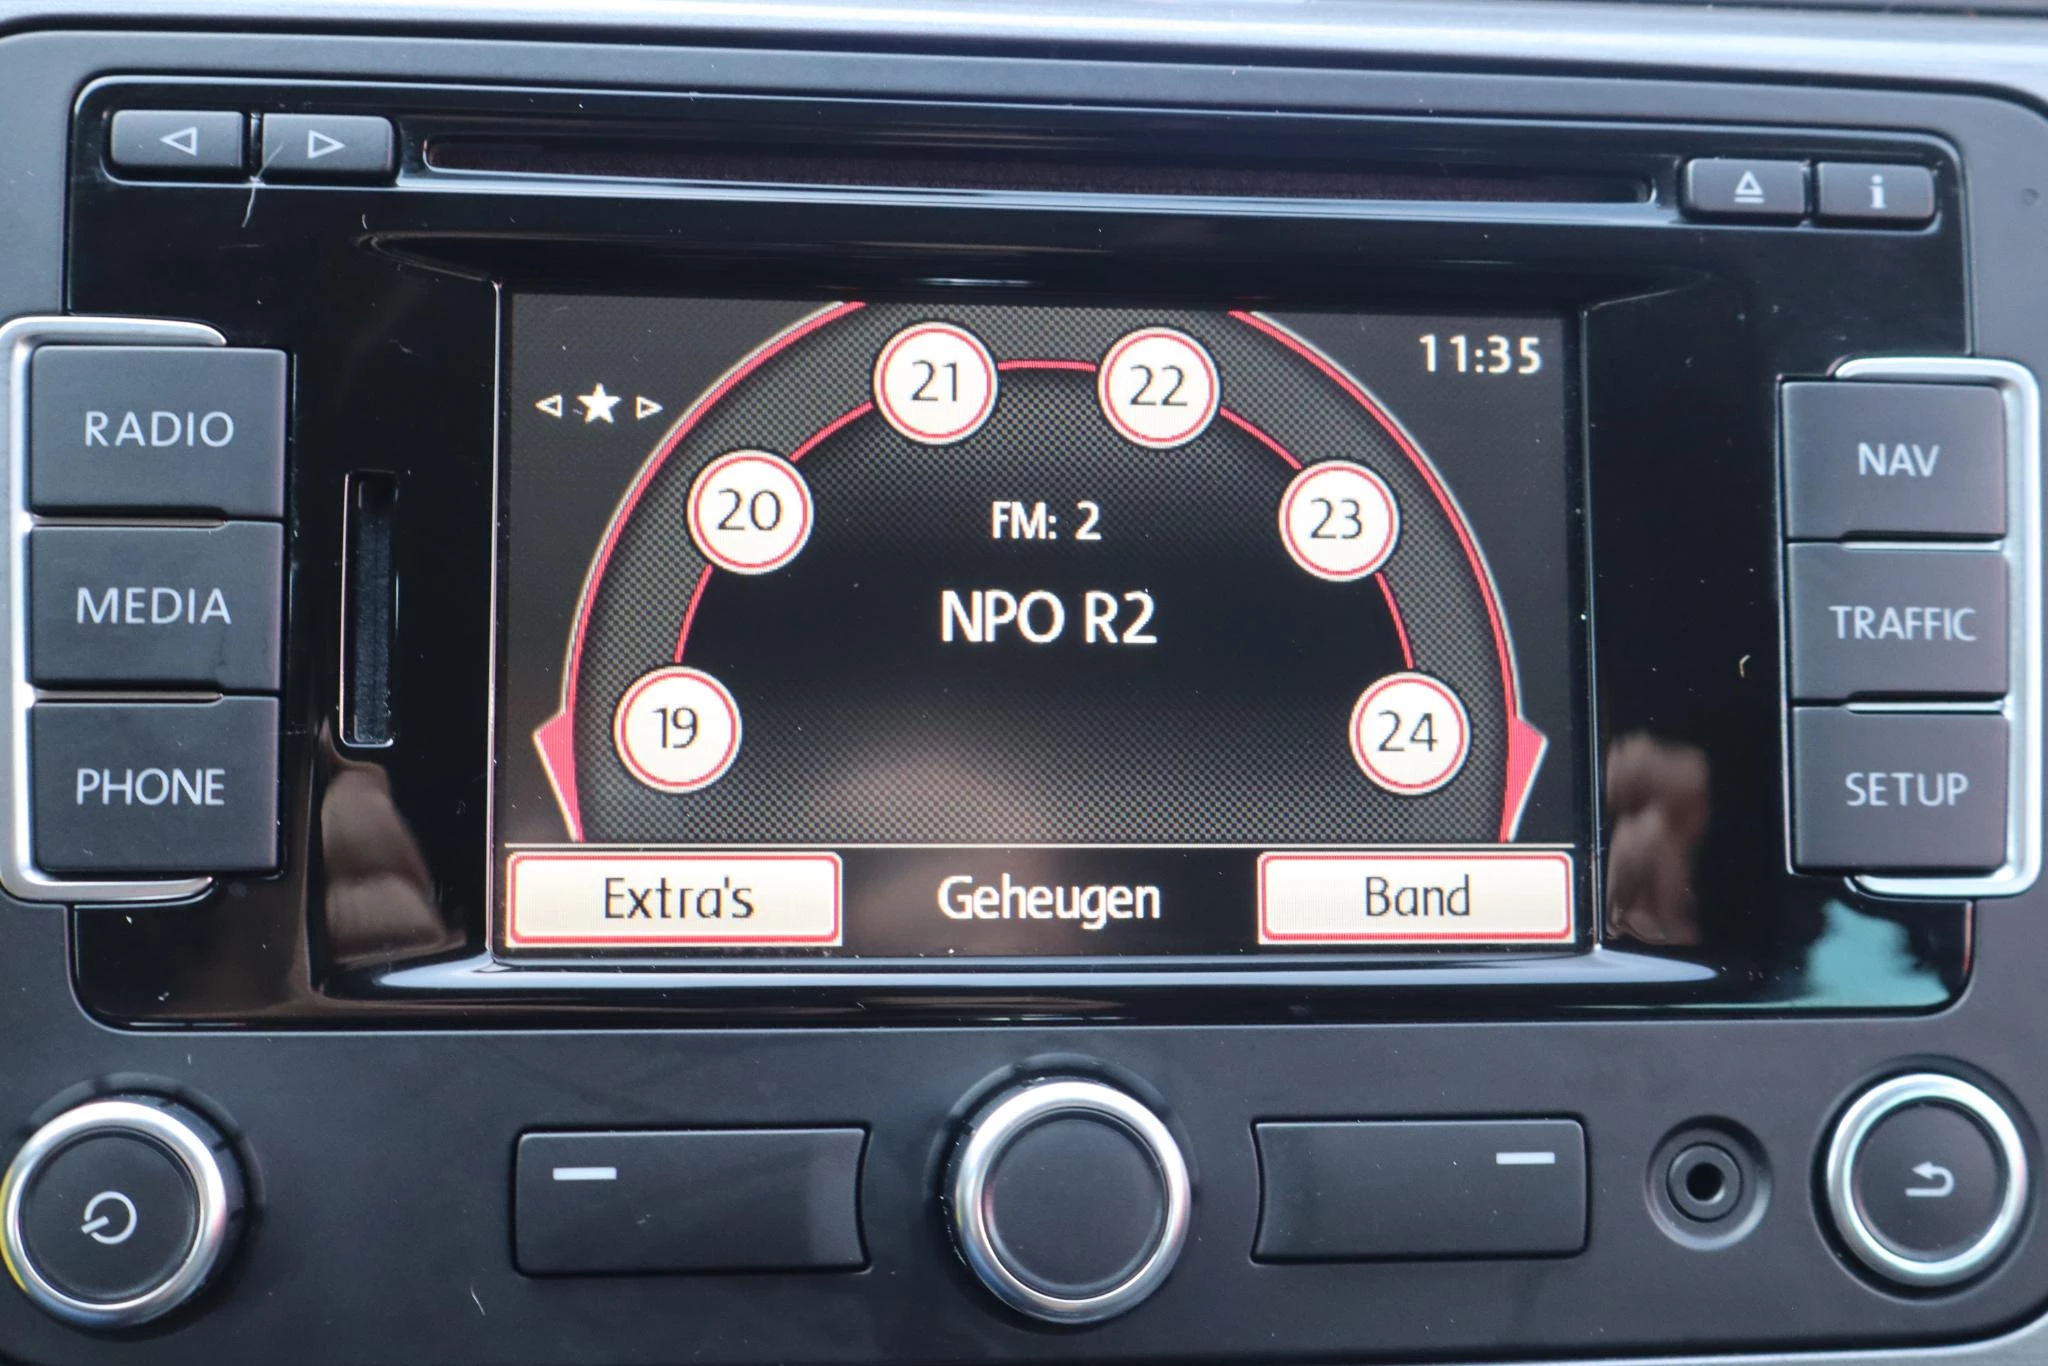 i
RADIO
MEDIA
PHONE
11:35
21
22
20
23
FM: 2
NPO R2
19
24
Extra's
Geheugen
Band
NAV
TRAFFIC
SETUP